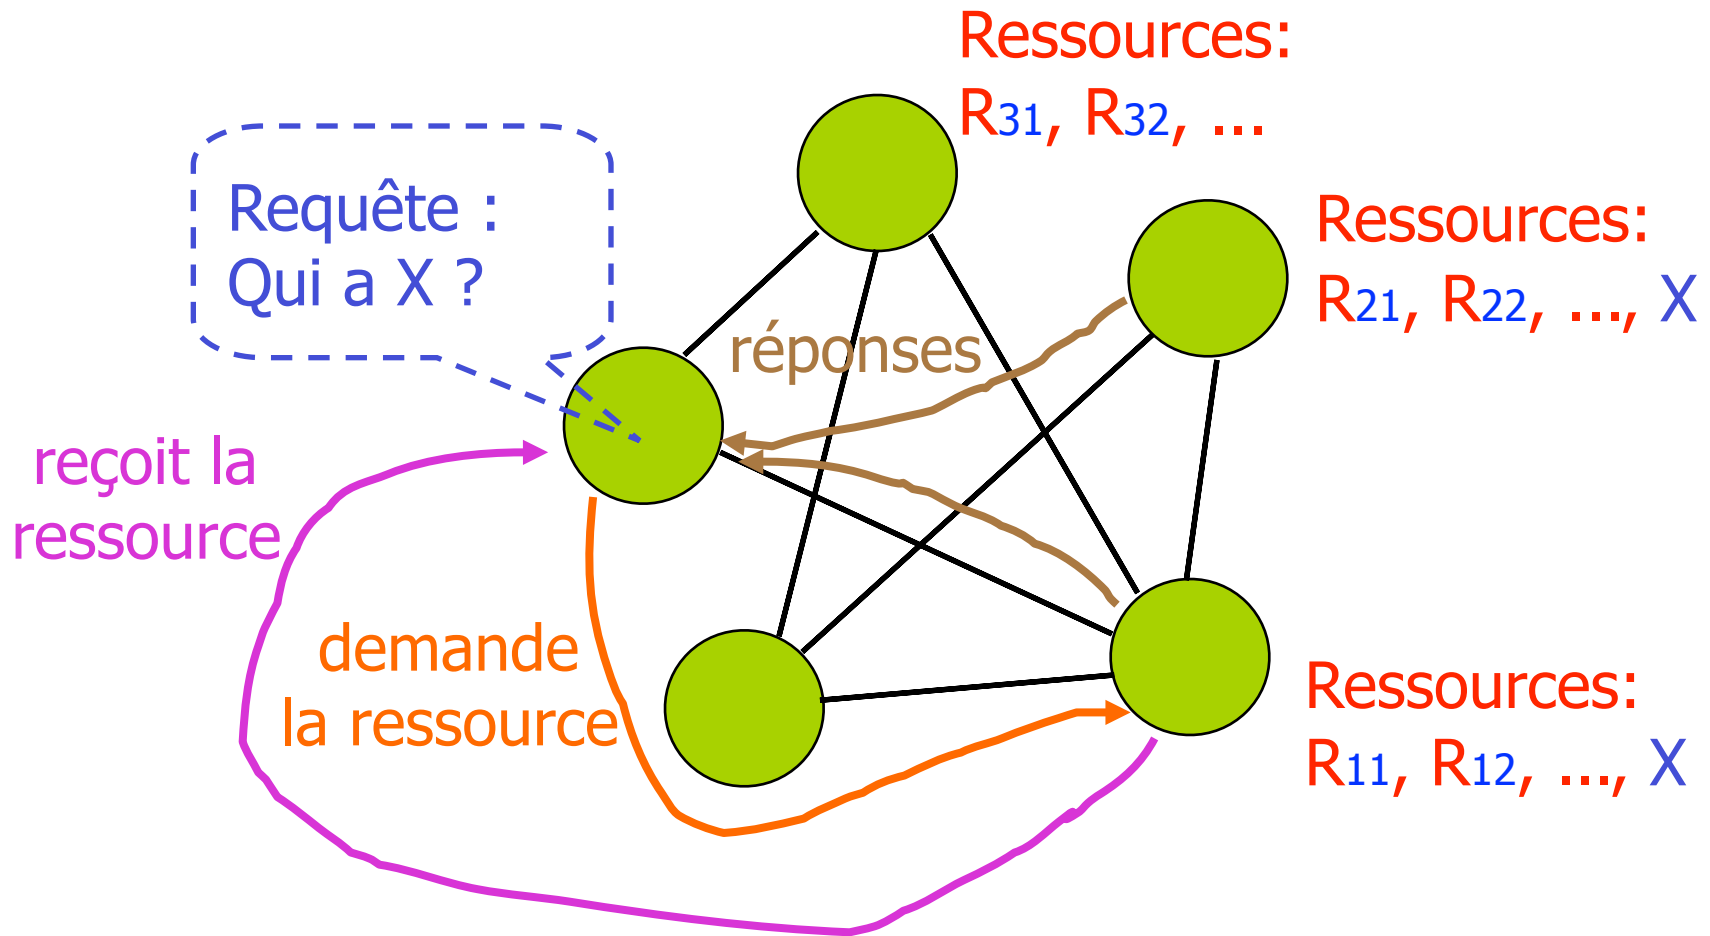 Ressources:
R31, R32, ...
Requête :
Qui a X ?
Ressources:
R21, R22, ..., X
réponses
reçoit la
ressource
demande
la ressource
Ressources:
R11, R12, ..., X